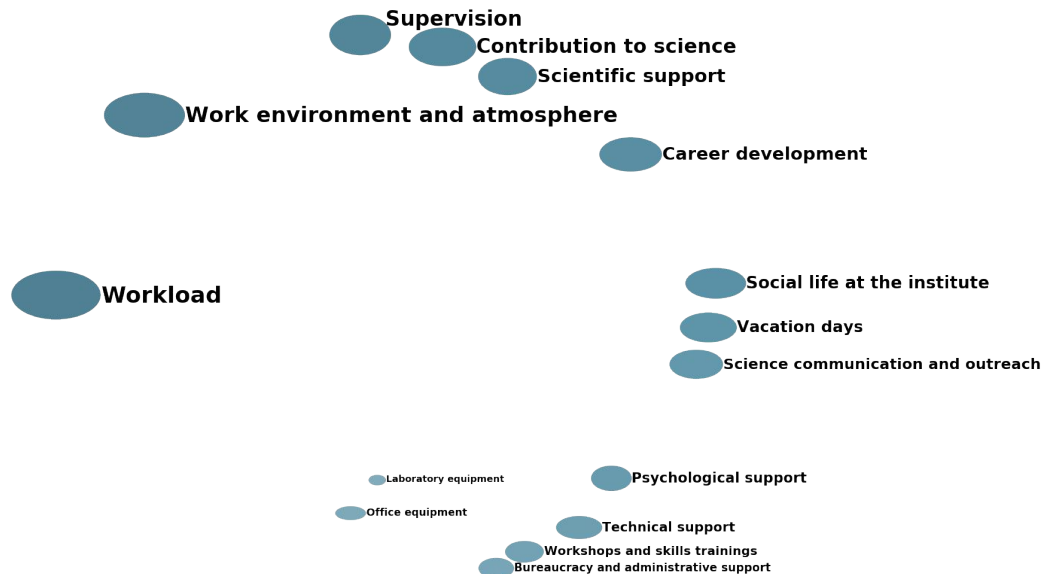 Supervision
Contribution to science
Scientific support
Work environment and atmosphere
Career development
Social life at the institute
Workload
Vacation days
Science communication and outreach
Psychological support
Laboratory equipment
Office equipment
Technical support
Workshops and skills trainings
Bureaucracy and administrative support